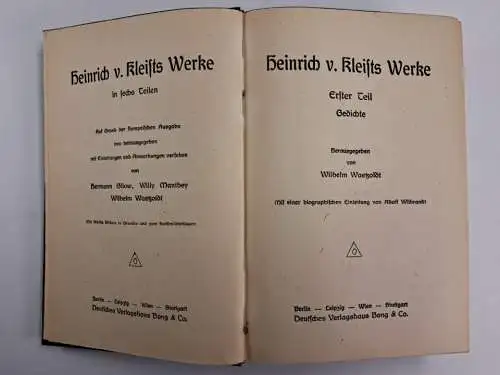 Heinrich v. Kleists Werke
in sechs Teilen
Auf Grund der Hempelschen Ausgabe
neu herausgegeben
mit Einleitungen und Anmerkungen versehen
von
Hermann Gilow, Willy Manthey
Wilhelm Waetzoldt
Heinrich v. Kleists Werke
Erster Teil
Gedichte
Herausgegeben
von
Wilhelm Waetzoldt
Mit einer biographischen Einleitung von Adolf Wilbrandt
Berlin — Leipzig — Wien — Stuttgart
Deutsches Verlagshaus Bong & Co.
Berlin — Leipzig — Wien — Stuttgart
Deutsches Verlagshaus Bong & Co.